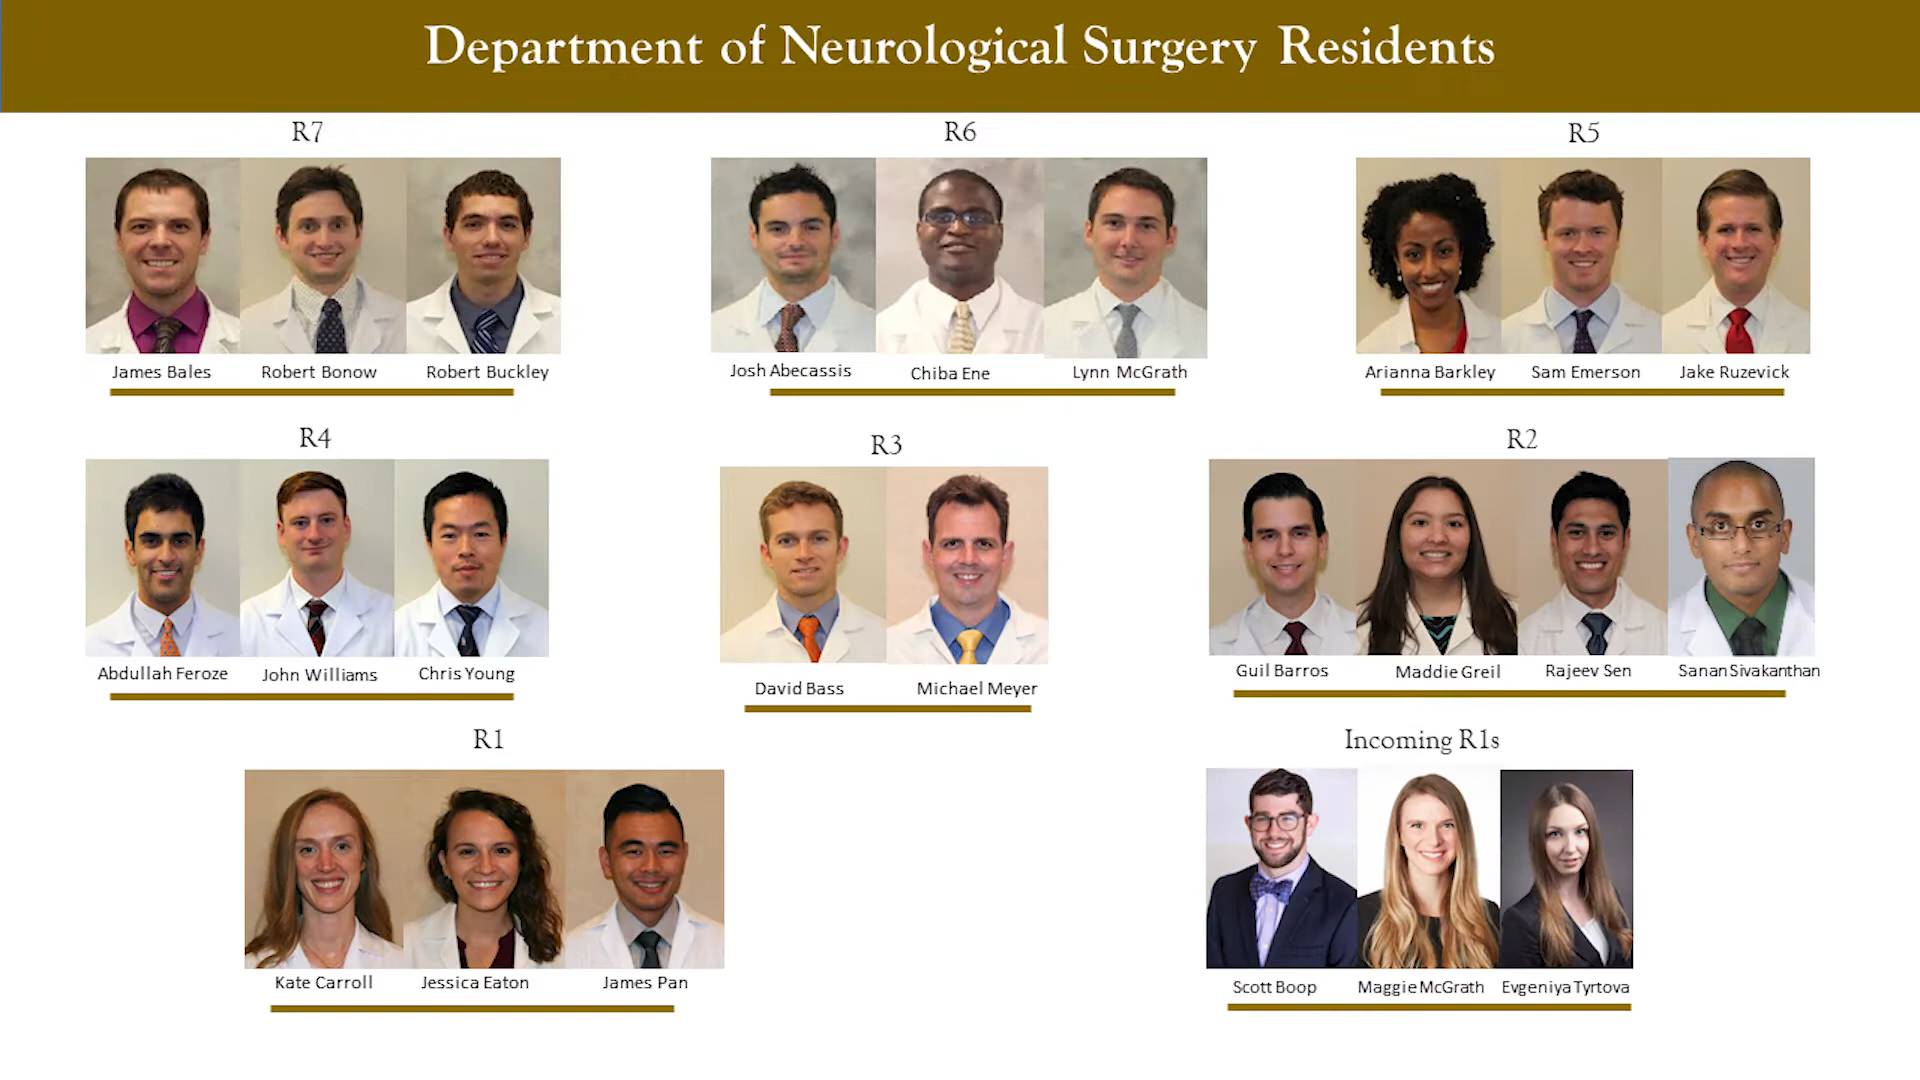 Department of Neurological Surgery Residents
R7
R6
R5
James Bales
Robert Bonow
Robert Buckley
Josh Abecassis
Chiba Ene
Lynn McGrath
Arianna Barkley
Sam Emerson
Jake Ruzevick
R4
R3
R2
Abdullah Feroze
John Williams
Chris Young
David Bass
Michael Meyer
Guil Barros
Maddie Greil
Rajeev Sen
Sanan Sivakanthan
R1
Incoming R1s
Kate Carroll
Jessica Eaton
James Pan
Scott Boop
Maggie McGrath
Evgeniya Tyrtova